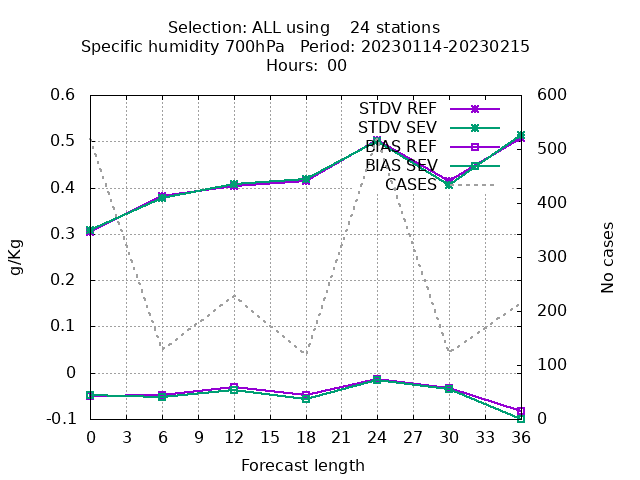 Selection: ALL using 24 stations
Specific humidity 700hPa Period: 20230114-20230215
Hours: 00
STDV REF
STDV SEV
BIAS REF
BIAS SEV
CASES
0.6
0.5
0.4
0.3
0.2
0.1
0
-0.1
g/Kg
600
500
400
300
200
100
0
No cases
0 3 6 9 12 15 18 21 24 27 30 33 36
Forecast length